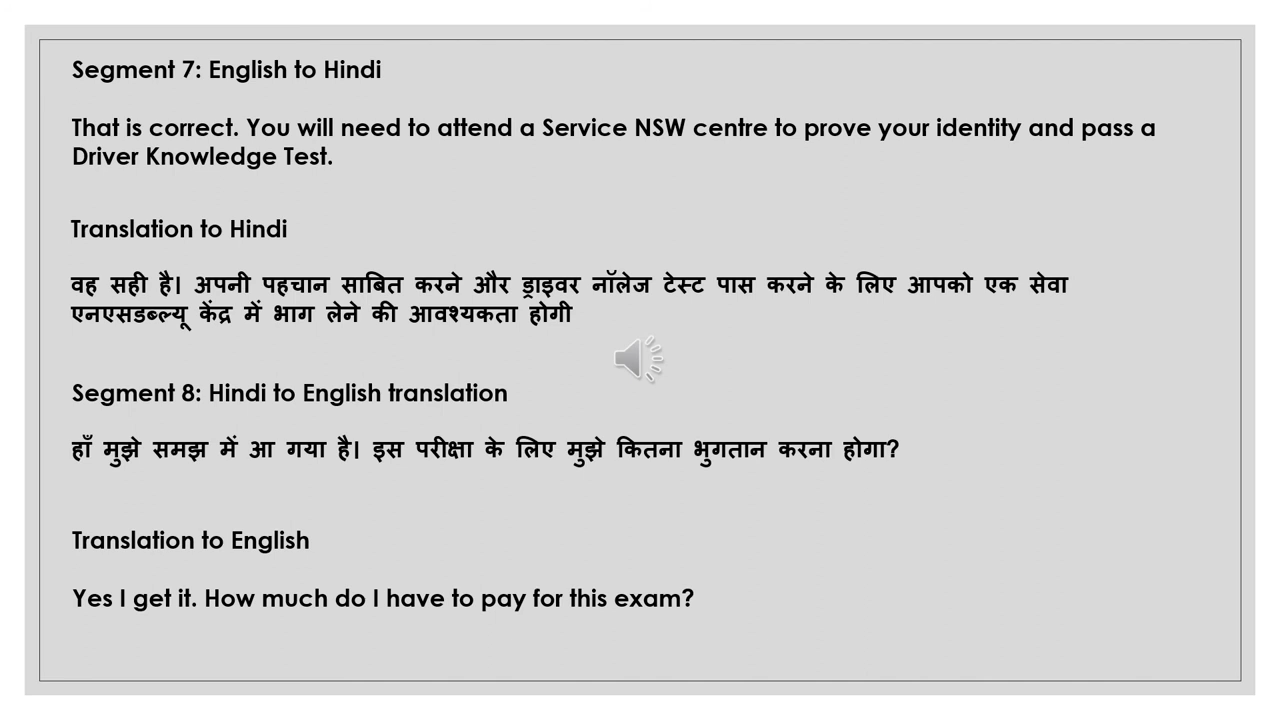 Segment 7: English to Hindi
That is correct. You will need to attend a Service NSW centre to prove your identity and pass a
Driver Knowledge Test.
Translation to Hindi
वह सही है। अपनी पहचान साबित करने और ड्राइवर नॉलेज टेस्ट पास करने के लिए आपको एक सेवा
एनएसडब्ल्यू केंद्र में भाग लेने की आवश्यकता होगी
Segment 8: Hindi to English translation
हाँ मुझे समझ में आ गया है। इस परीक्षा के लिए मुझे कितना भुगतान करना होगा?
Translation to English
Yes I get it. How much do I have to pay for this exam?